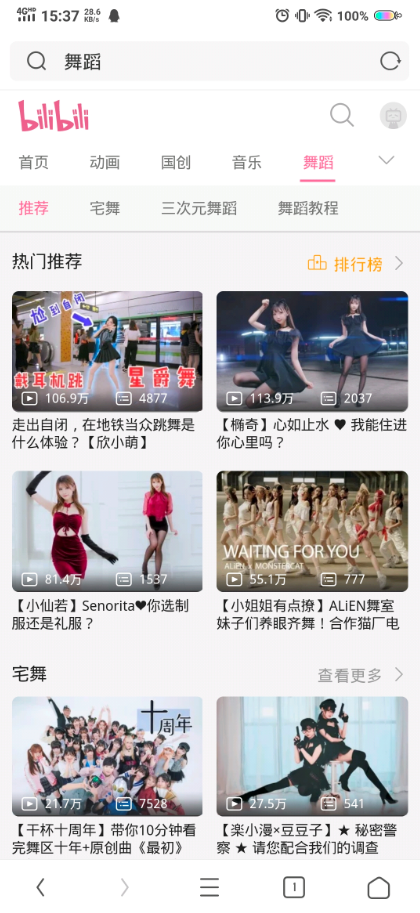 4GHD 15:37 28.6 KB/s 100%
舞蹈
bilibili
首页 动画 国创 音乐 舞蹈
推荐 宅舞 三次元舞蹈 舞蹈教程
热门推荐 排行榜
尬到自闭
戴耳机跳 星爵舞
106.9万 4877
113.9万 2037
走出自闭，在地铁当众跳舞是
什么体验？【欣小萌】
【椭奇】心如止水 ♥ 我能住进
你心里吗？
WAITING FOR YOU
ALiEN x MONSTERCAT
81.4万 1537
55.1万 777
【小仙若】Senorita♥你选制
服还是礼服？
【小姐姐有点撩】ALiEN舞室
妹子们养眼齐舞！合作猫厂电
宅舞 查看更多
十周年
21.7万 7528
27.5万 541
【干杯十周年】带你10分钟看
完舞区十年+原创曲《最初》
【楽小漫×豆豆子】★ 秘密警
察 ★ 请您配合我们的调查
1